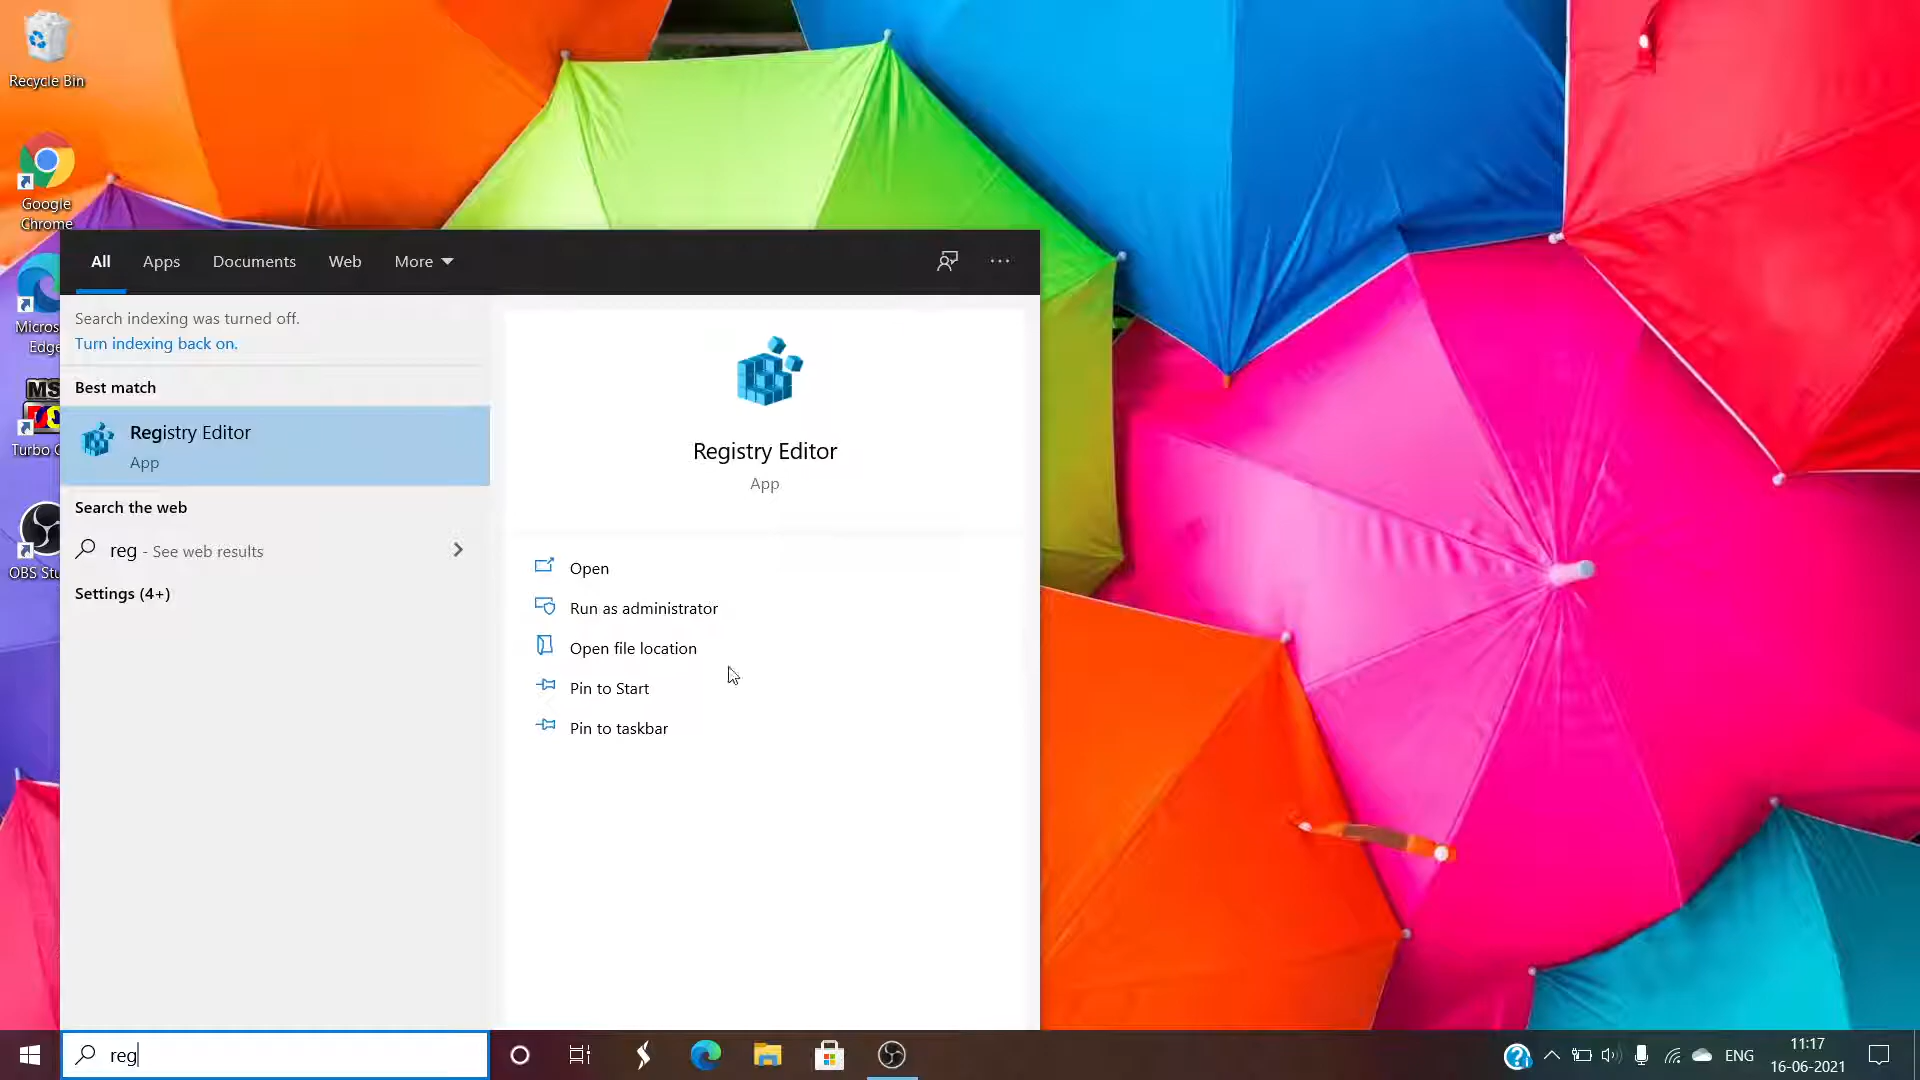 Recycle Bin
Google
Chrome
Micros
Edge
MS
Turbo C
OBS Stu
All
Apps
Documents
Web
More
Search indexing was turned off.
Turn indexing back on.
Best match
Registry Editor
App
Search the web
reg - See web results
Settings (4+)
Registry Editor
App
Open
Run as administrator
Open file location
Pin to Start
Pin to taskbar
reg
ENG
11:17
16-06-2021